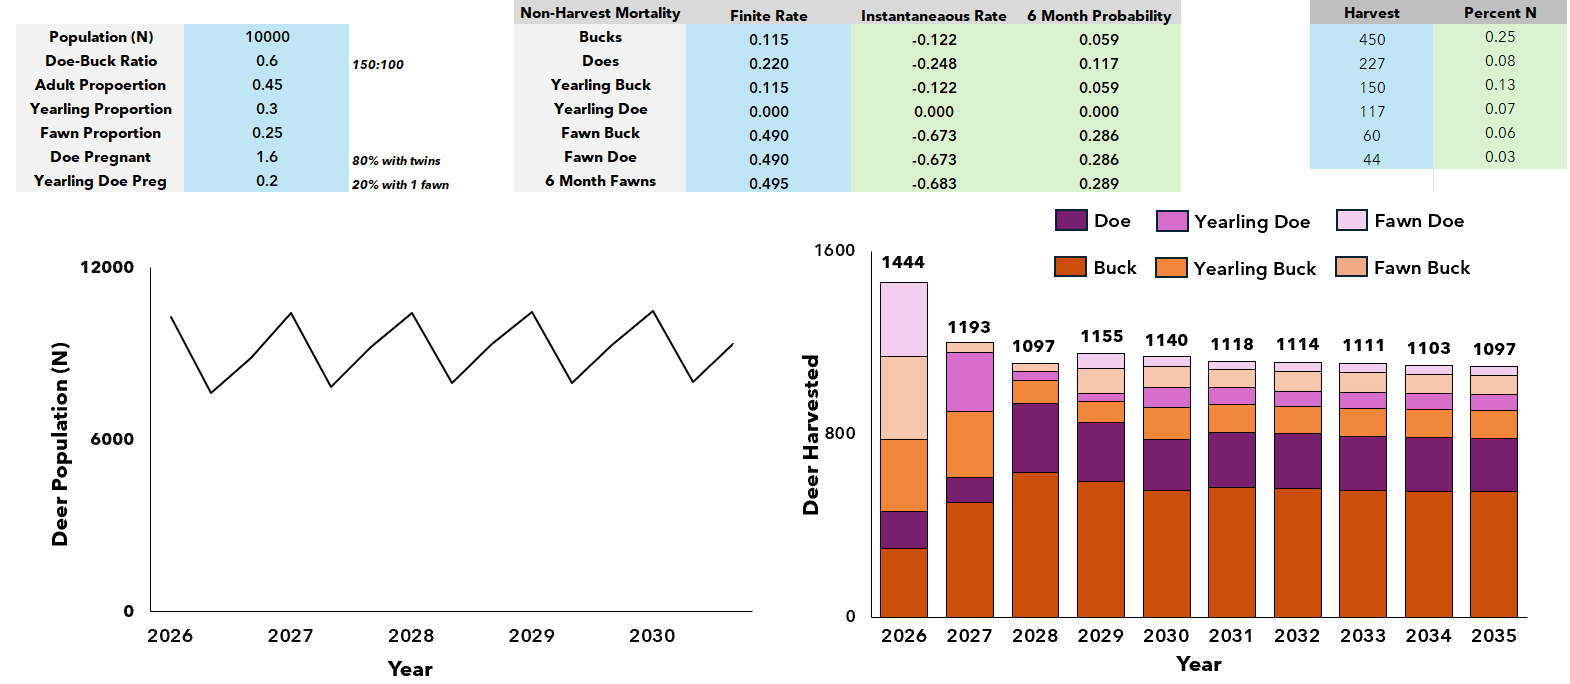 Population (N) 10000
Doe-Buck Ratio 0.6 150:100
Adult Propoertion 0.45
Yearling Proportion 0.3
Fawn Proportion 0.25
Doe Pregnant 1.6 80% with twins
Yearling Doe Preg 0.2 20% with 1 fawn
Non-Harvest Mortality Finite Rate Instantaneaous Rate 6 Month Probability
Bucks 0.115 -0.122 0.059
Does 0.220 -0.248 0.117
Yearling Buck 0.115 -0.122 0.059
Yearling Doe 0.000 0.000 0.000
Fawn Buck 0.490 -0.673 0.286
Fawn Doe 0.490 -0.673 0.286
6 Month Fawns 0.495 -0.683 0.289
Harvest Percent N
450 0.25
227 0.08
150 0.13
117 0.07
60 0.06
44 0.03
12000
6000
0
Deer Population (N)
2026 2027 2028 2029 2030
Year
Doe Yearling Doe Fawn Doe
Buck Yearling Buck Fawn Buck
1600
800
0
Deer Harvested
1444 1193 1097 1155 1140 1118 1114 1111 1103 1097
2026 2027 2028 2029 2030 2031 2032 2033 2034 2035
Year